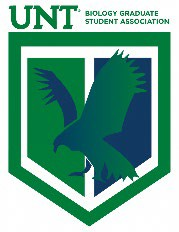 UNT
BIOLOGY GRADUATE
STUDENT ASSOCIATION